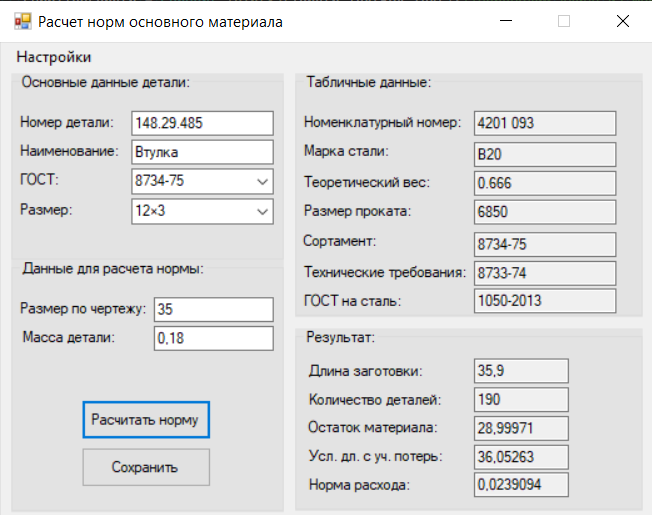 Расчет норм основного материала
Настройки
Основные данные детали:
Номер детали: 148.29.485
Наименование: Втулка
ГОСТ: 8734-75
Размер: 12×3
Данные для расчета нормы:
Размер по чертежу: 35
Масса детали: 0,18
Расчитать норму
Сохранить
Табличные данные:
Номенклатурный номер: 4201 093
Марка стали: В20
Теоретический вес: 0.666
Размер проката: 6850
Сортамент: 8734-75
Технические требования: 8733-74
ГОСТ на сталь: 1050-2013
Результат:
Длина заготовки: 35,9
Количество деталей: 190
Остаток материала: 28,99971
Усл. дл. с уч. потерь: 36,05263
Норма расхода: 0,0239094